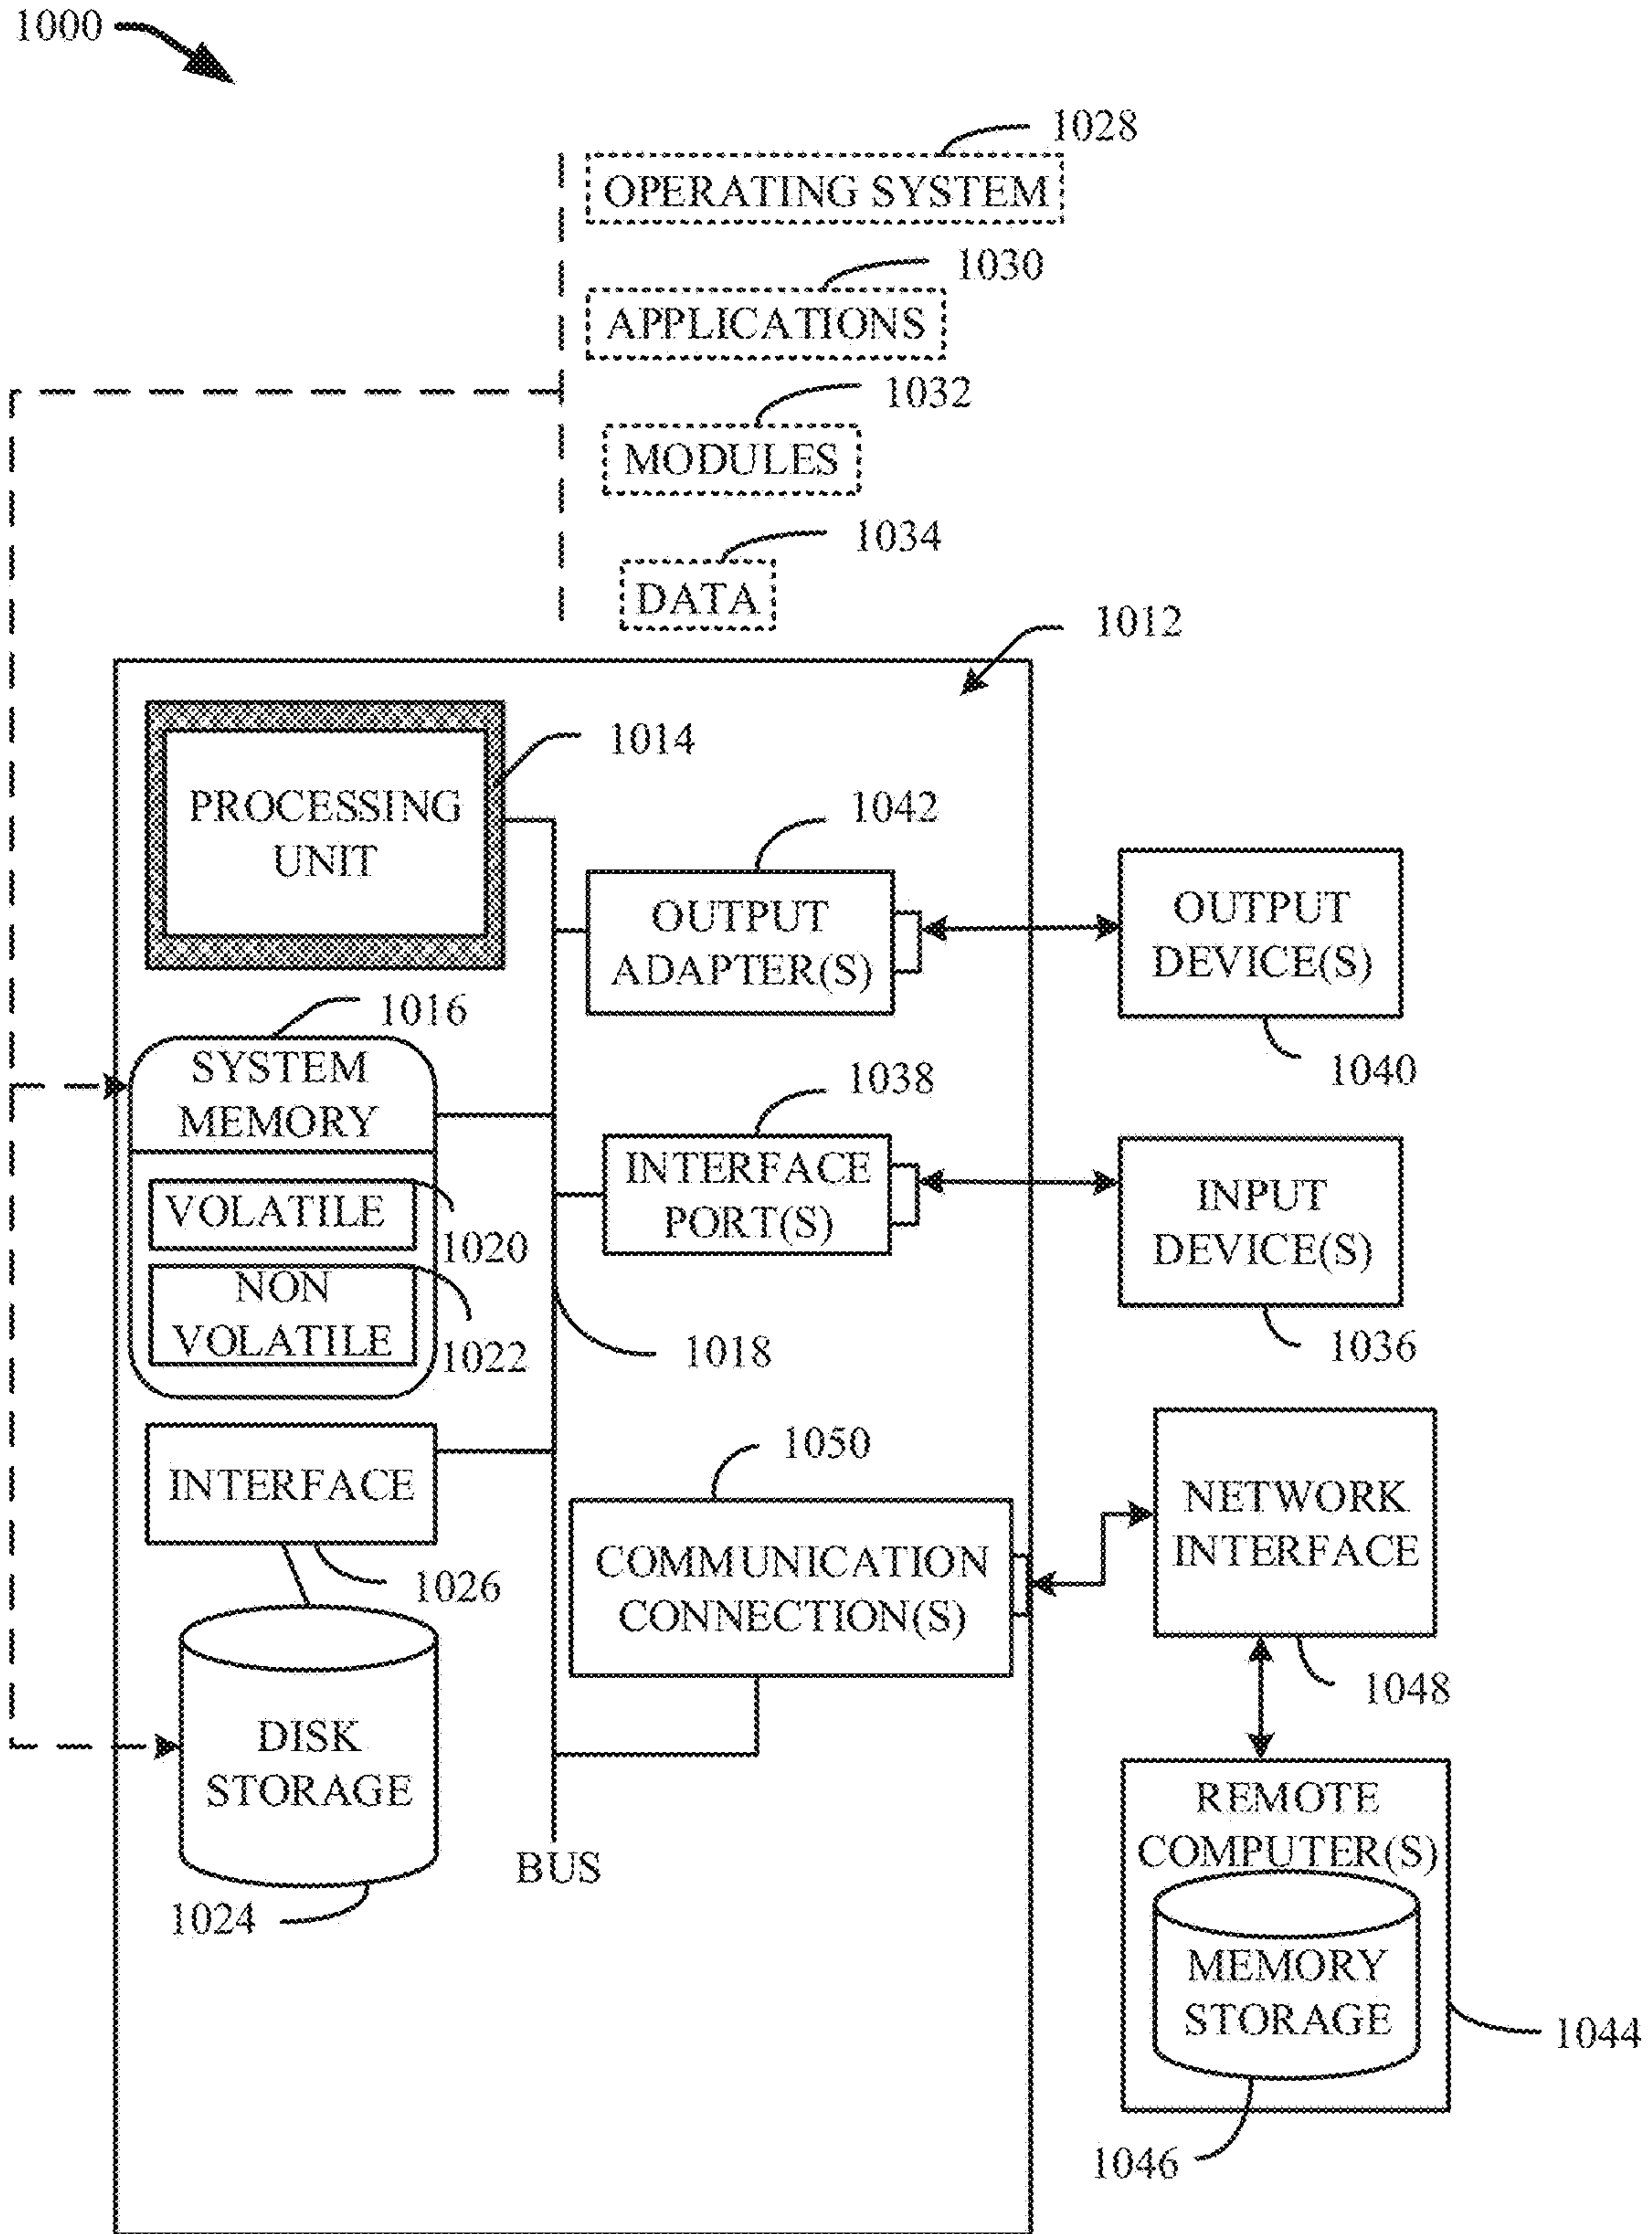 1000
1028
OPERATING SYSTEM
1030
APPLICATIONS
1032
MODULES
1034
DATA
1012
1014
PROCESSING
UNIT
1042
OUTPUT
ADAPTER(S)
OUTPUT
DEVICE(S)
1040
1016
SYSTEM
MEMORY
VOLATILE
1020
NON
VOLATILE
1022
1038
INTERFACE
PORT(S)
INPUT
DEVICE(S)
1036
1018
INTERFACE
1026
1050
COMMUNICATION
CONNECTION(S)
NETWORK
INTERFACE
1048
DISK
STORAGE
1024
BUS
REMOTE
COMPUTER(S)
MEMORY
STORAGE
1044
1046